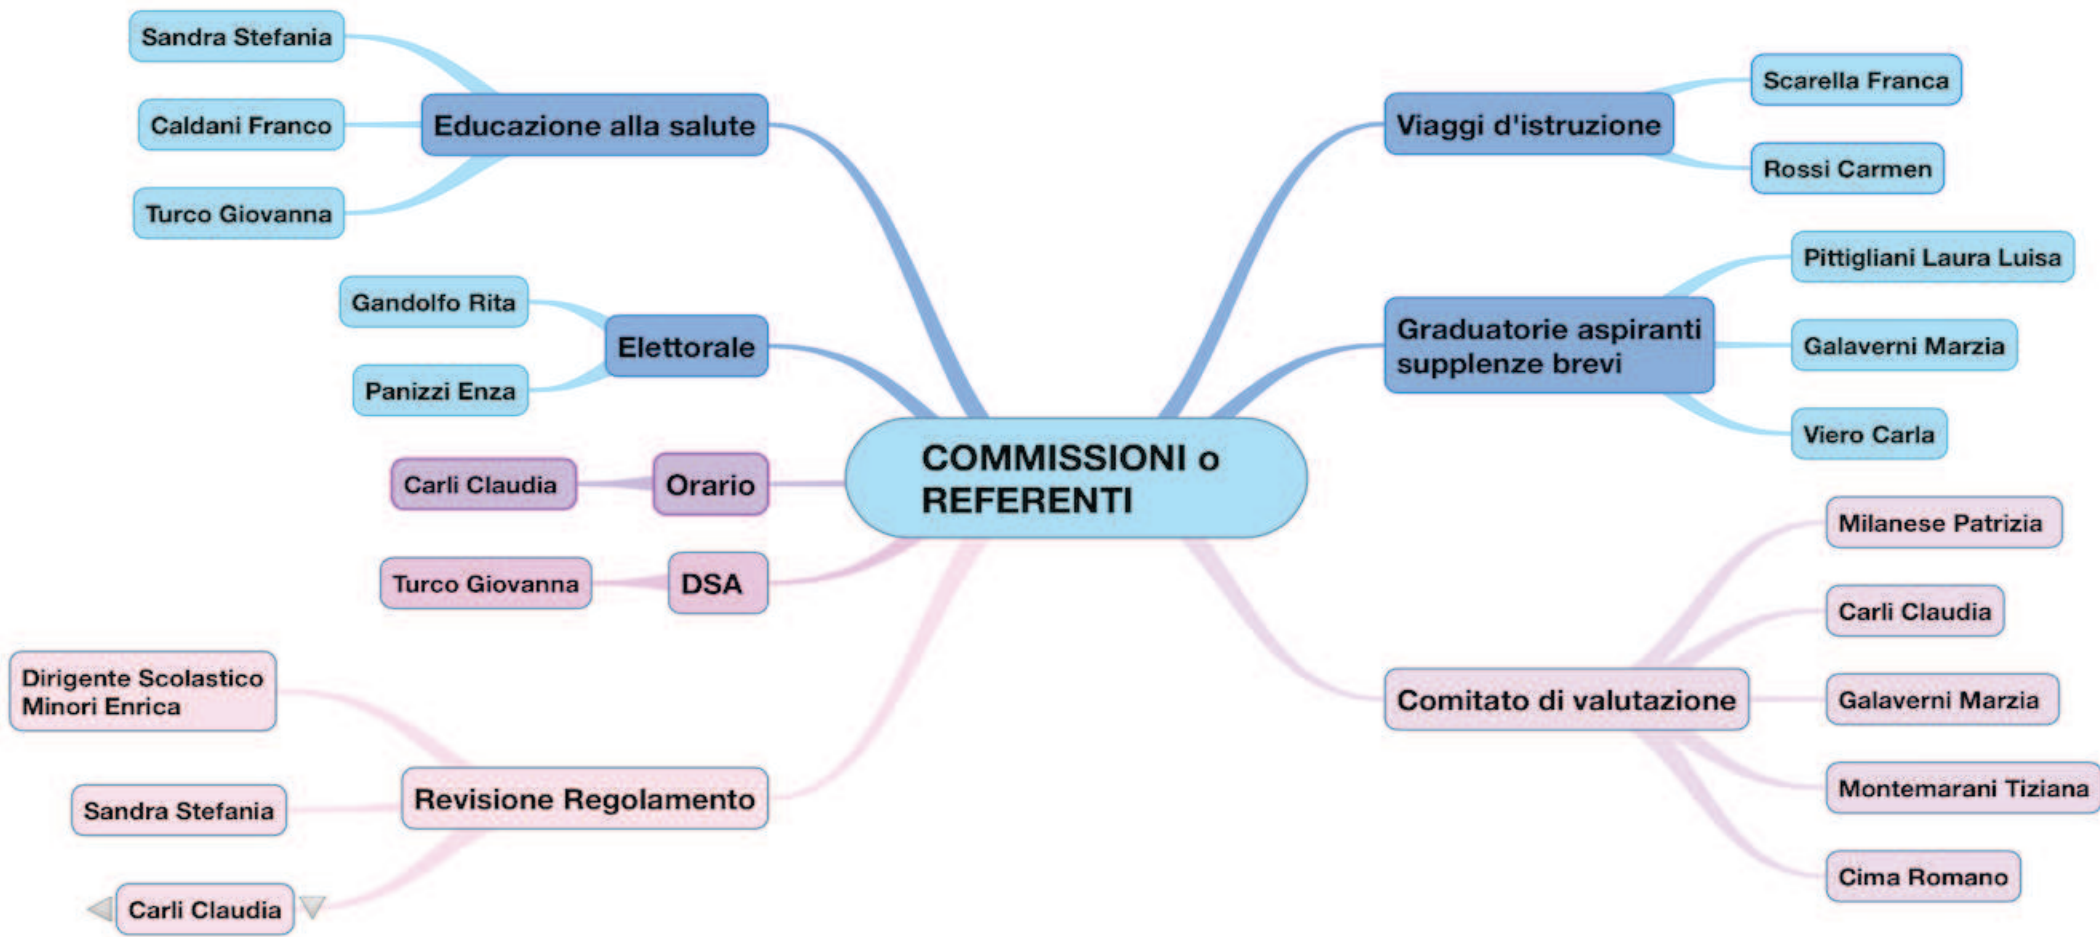 COMMISSIONI o
REFERENTI
Educazione alla salute
Sandra Stefania
Caldani Franco
Turco Giovanna
Elettorale
Gandolfo Rita
Panizzi Enza
Orario
Carli Claudia
DSA
Turco Giovanna
Revisione Regolamento
Dirigente Scolastico
Minori Enrica
Sandra Stefania
Carli Claudia
Viaggi d'istruzione
Scarella Franca
Rossi Carmen
Graduatorie aspiranti
supplenze brevi
Pittigliani Laura Luisa
Galaverni Marzia
Viero Carla
Comitato di valutazione
Milanese Patrizia
Carli Claudia
Galaverni Marzia
Montemarani Tiziana
Cima Romano